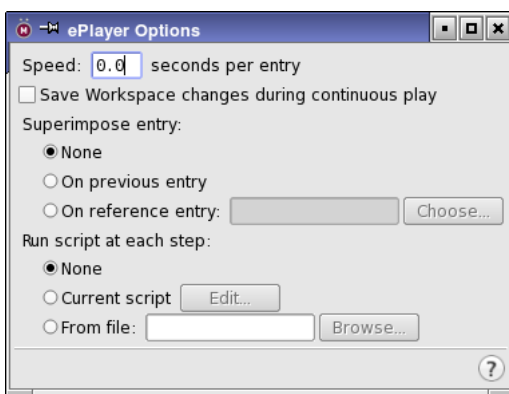 ePlayer Options
Speed: 0.0 seconds per entry
Save Workspace changes during continuous play
Superimpose entry:
None
On previous entry
On reference entry: Choose...
Run script at each step:
None
Current script Edit...
From file: Browse...
?